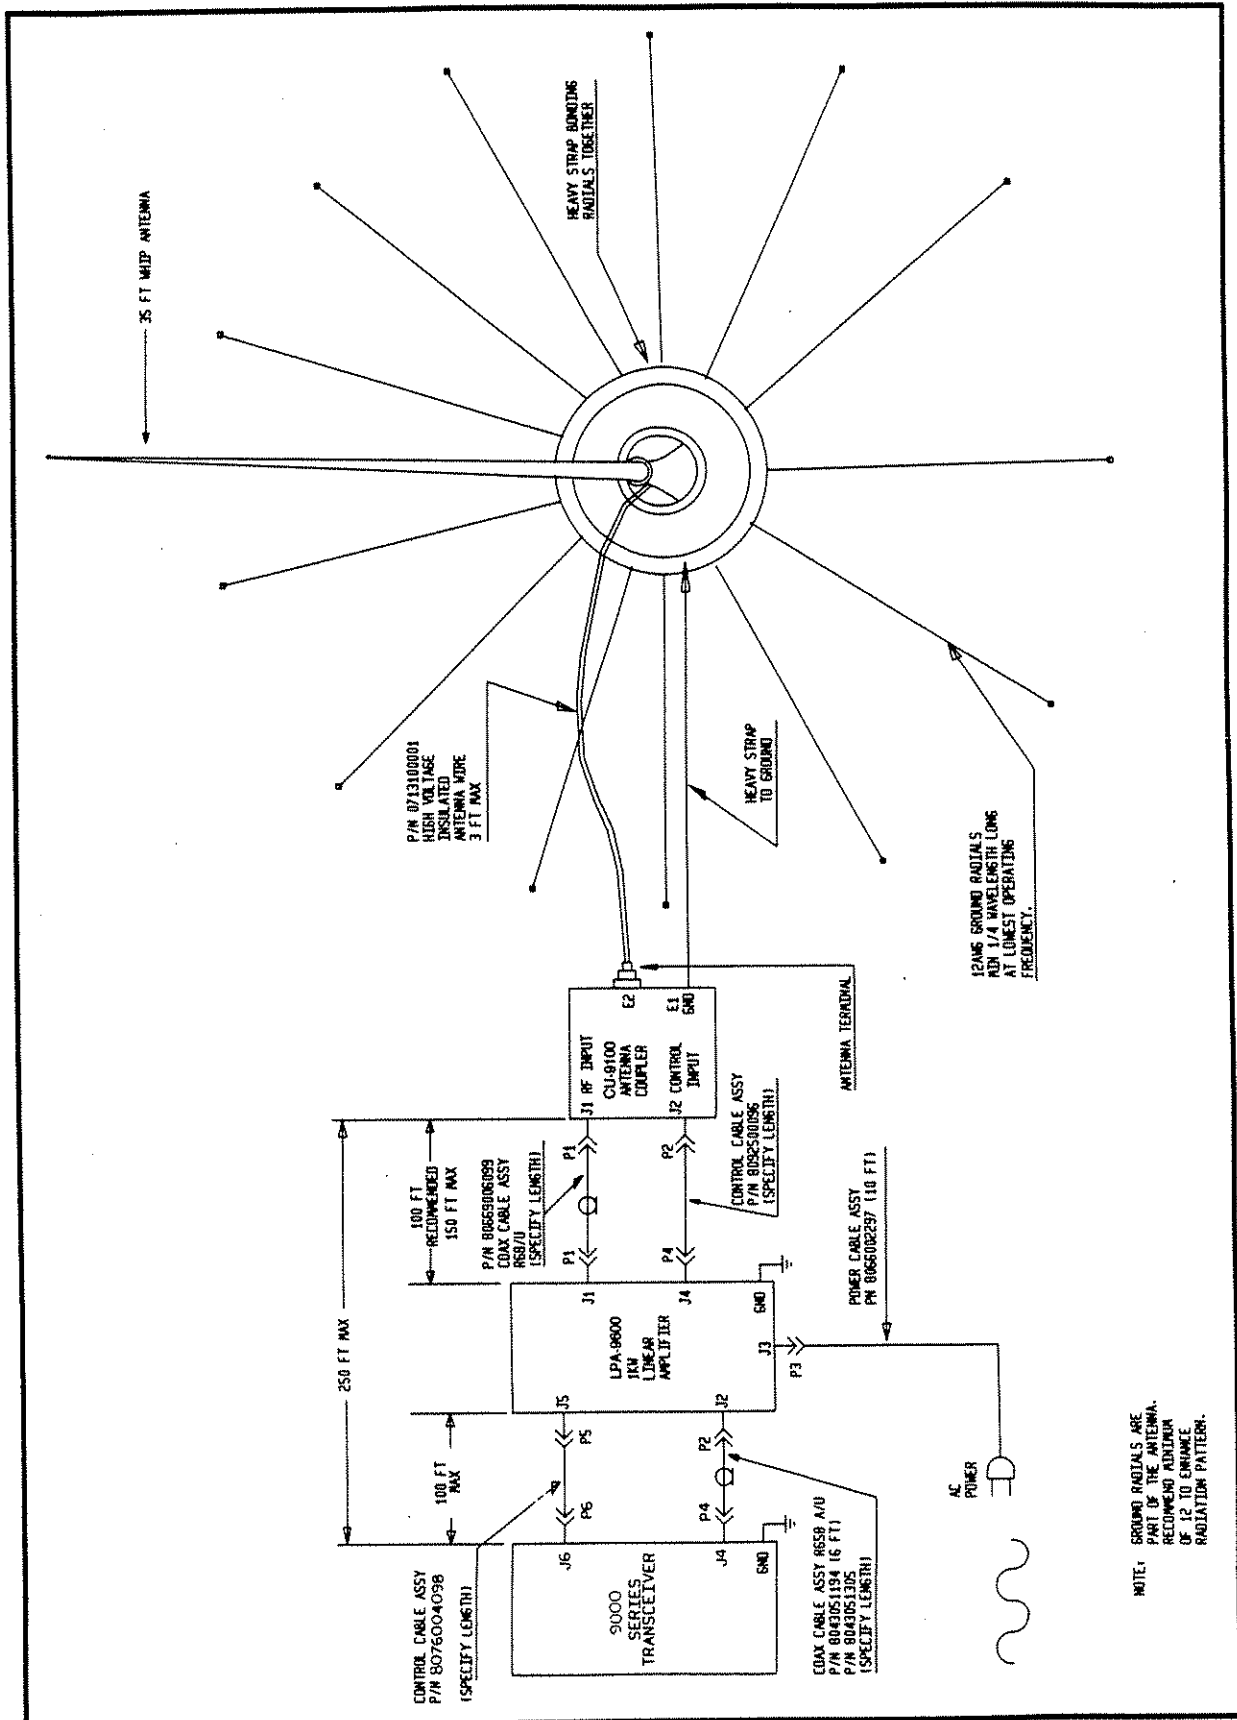 35 FT WHIP ANTENNA
HEAVY STRAP BONDING
RADIALS TOGETHER
P/N 0713100001
HIGH VOLTAGE
INSULATED
ANTENNA WIRE
3 FT MAX
HEAVY STRAP
TO GROUND
12AWG GROUND RADIALS
MIN 1/4 WAVELENGTH LONG
AT LOWEST OPERATING
FREQUENCY.
ANTENNA TERMINAL
250 FT MAX
100 FT
RECOMMENDED
150 FT MAX
100 FT
MAX
J1 RF INPUT
CU-9100
ANTENNA
COUPLER
J2 CONTROL
INPUT
E2
E1
GND
P/N 80669006099
COAX CABLE ASSY
RG8/U
(SPECIFY LENGTH)
P1
P1
P2
P4
CONTROL CABLE ASSY
P/N 8092500096
(SPECIFY LENGTH)
J1
J4
GND
LPA-9600
1KW
LINEAR
AMPLIFIER
J3
J5
J2
P3
POWER CABLE ASSY
PN 8066002297 (10 FT)
AC
POWER
P5
P6
P2
P4
CONTROL CABLE ASSY
P/N 8076004098
(SPECIFY LENGTH)
J6
J4
GND
9000
SERIES
TRANSCEIVER
COAX CABLE ASSY RG58 A/U
P/N 8043051194 (6 FT)
P/N 8043051305
(SPECIFY LENGTH)
NOTE: GROUND RADIALS ARE
PART OF THE ANTENNA.
RECOMMEND MINIMUM
OF 12 TO ENHANCE
RADIATION PATTERN.